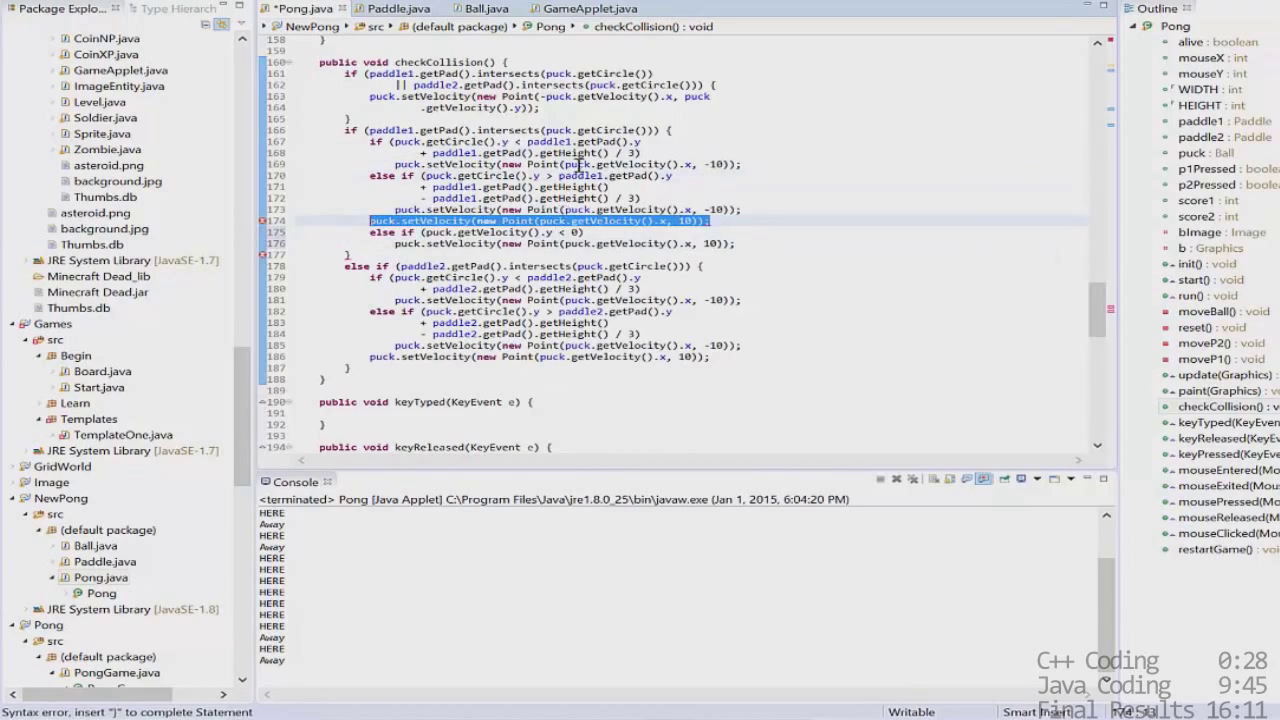 Package Explo...
Type Hierarch
*Pong.java
Paddle.java
Ball.java
GameApplet.java
Outline
NewPong
src
(default package)
Pong
checkCollision() : void
CoinNP.java
CoinXP.java
GameApplet.java
ImageEntity.java
Level.java
Soldier.java
Sprite.java
Zombie.java
asteroid.png
background.jpg
Thumbs.db
asteroid.png
background.jpg
Thumbs.db
JRE System Library [JavaSE-1.7]
Minecraft Dead_lib
Minecraft Dead.jar
Thumbs.db
Games
src
Begin
Board.java
Start.java
Learn
Templates
TemplateOne.java
JRE System Library [JavaSE-1.7]
GridWorld
Image
NewPong
src
(default package)
Ball.java
Paddle.java
Pong.java
Pong
JRE System Library [JavaSE-1.8]
Pong
src
(default package)
PongGame.java
158 }
159
160 public void checkCollision() {
161 if (paddle1.getPad().intersects(puck.getCircle())
162 || paddle2.getPad().intersects(puck.getCircle())) {
163 puck.setVelocity(new Point(-puck.getVelocity().x, puck
164 .getVelocity().y));
165 }
166 if (paddle1.getPad().intersects(puck.getCircle())) {
167 if (puck.getCircle().y < paddle1.getPad().y
168 + paddle1.getPad().getHeight() / 3)
169 puck.setVelocity(new Point(puck.getVelocity().x, -10));
170 else if (puck.getCircle().y > paddle1.getPad().y
171 + paddle1.getPad().getHeight()
172 - paddle1.getPad().getHeight() / 3)
173 puck.setVelocity(new Point(puck.getVelocity().x, -10));
174 puck.setVelocity(new Point(puck.getVelocity().x, 10));
175 else if (puck.getVelocity().y < 0)
176 puck.setVelocity(new Point(puck.getVelocity().x, 10));
177 }
178 else if (paddle2.getPad().intersects(puck.getCircle())) {
179 if (puck.getCircle().y < paddle2.getPad().y
180 + paddle2.getPad().getHeight() / 3)
181 puck.setVelocity(new Point(puck.getVelocity().x, -10));
182 else if (puck.getCircle().y > paddle2.getPad().y
183 + paddle2.getPad().getHeight()
184 - paddle2.getPad().getHeight() / 3)
185 puck.setVelocity(new Point(puck.getVelocity().x, -10));
186 puck.setVelocity(new Point(puck.getVelocity().x, 10));
187 }
188 }
189
190 public void keyTyped(KeyEvent e) {
191
192 }
193
194 public void keyReleased(KeyEvent e) {
Pong
alive : boolean
mouseX : int
mouseY : int
WIDTH : int
HEIGHT : int
paddle1 : Paddle
paddle2 : Paddle
puck : Ball
p1Pressed : int
p2Pressed : int
score1 : int
score2 : int
bImage : Image
b : Graphics
init() : void
start() : void
run() : void
moveBall() : void
reset() : void
moveP2() : void
moveP1() : void
update(Graphics)
paint(Graphics)
checkCollision() : v
keyTyped(KeyEve
keyReleased(KeyE
keyPressed(KeyE
mouseEntered(Mo
mouseExited(Mou
mousePressed(Mo
mouseReleased(M
mouseClicked(Mo
restartGame() : voi
Console
<terminated> Pong [Java Applet] C:\Program Files\Java\jre1.8.0_25\bin\javaw.exe (Jan 1, 2015, 6:04:20 PM)
HERE
Away
HERE
Away
HERE
HERE
HERE
HERE
HERE
HERE
HERE
Away
HERE
Away
C++ Coding 0:28
Java Coding 9:45
Final Results 16:11
Syntax error, insert "}" to complete Statement
Writable
Smart Insert